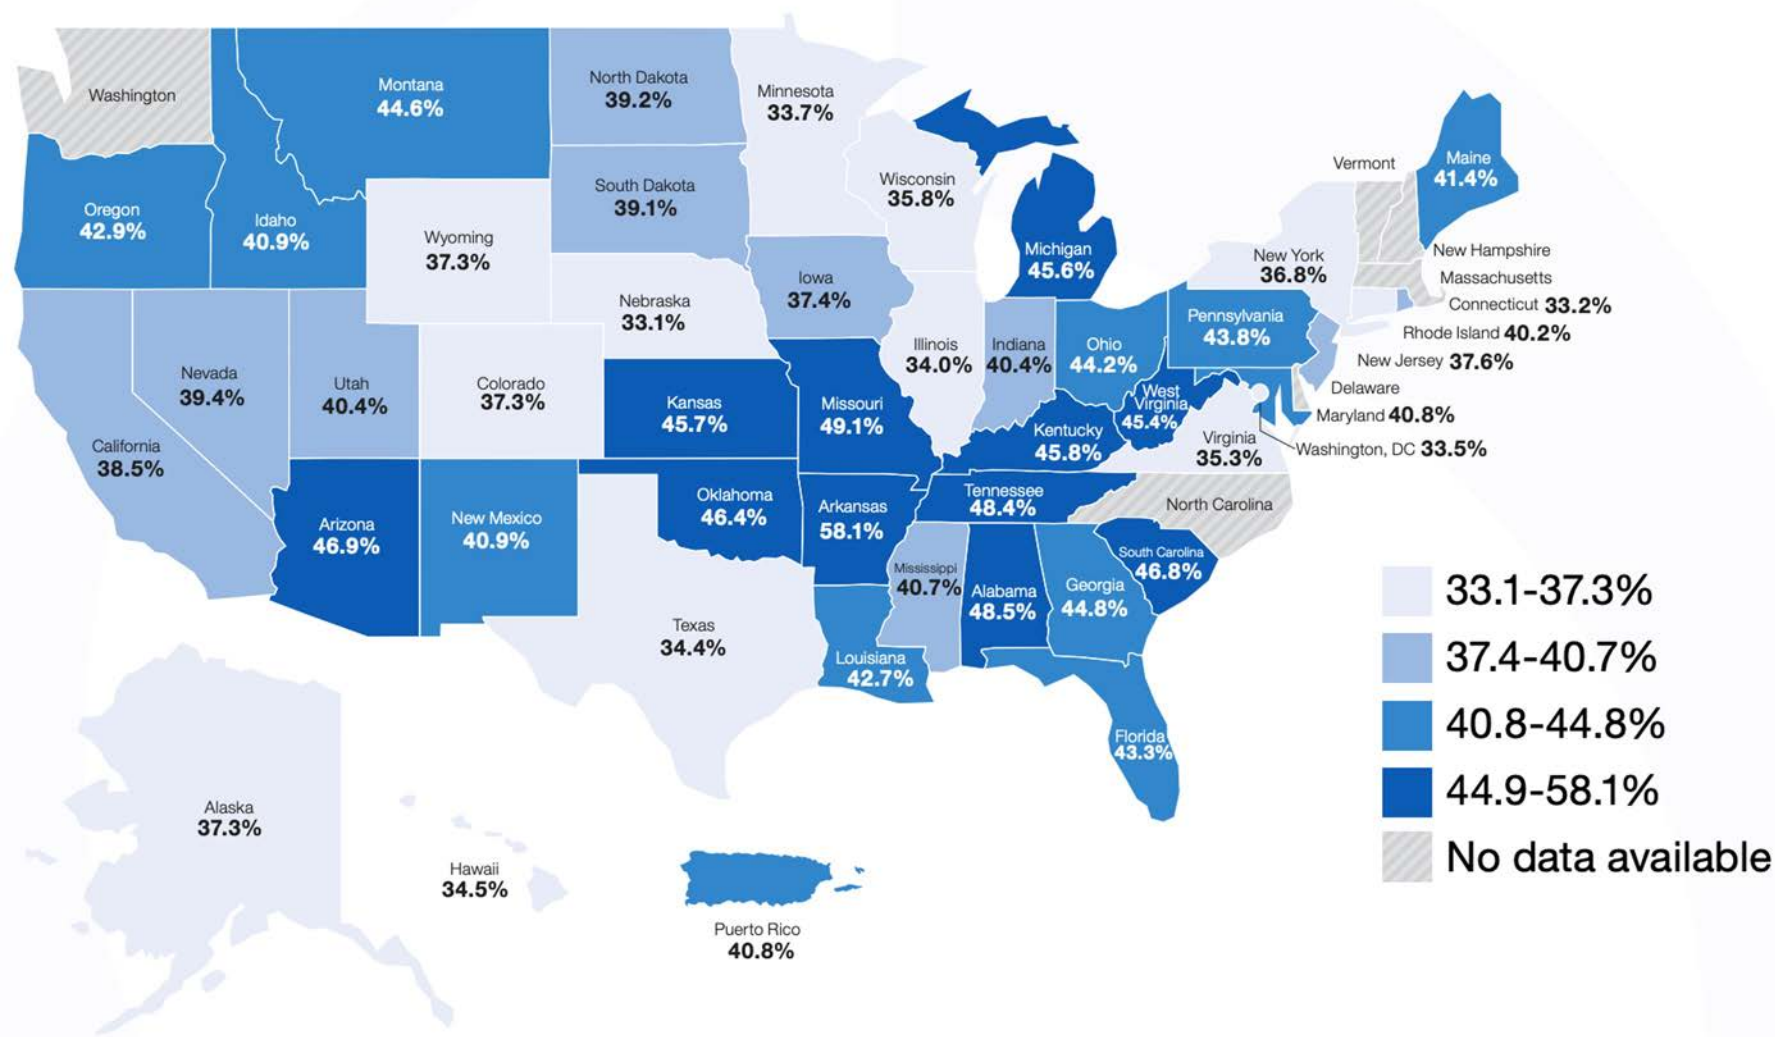 Washington
Montana
44.6%
North Dakota
39.2%
Minnesota
33.7%
Wisconsin
35.8%
Vermont
Maine
41.4%
Oregon
42.9%
Idaho
40.9%
Wyoming
37.3%
South Dakota
39.1%
Iowa
37.4%
Michigan
45.6%
New York
36.8%
New Hampshire
Massachusetts
Connecticut 33.2%
Rhode Island 40.2%
New Jersey 37.6%
Delaware
Maryland 40.8%
Washington, DC 33.5%
Nebraska
33.1%
Illinois
34.0%
Indiana
40.4%
Ohio
44.2%
Pennsylvania
43.8%
Nevada
39.4%
Utah
40.4%
Colorado
37.3%
Kansas
45.7%
Missouri
49.1%
Kentucky
45.8%
West
Virginia
45.4%
Virginia
35.3%
California
38.5%
Arizona
46.9%
New Mexico
40.9%
Oklahoma
46.4%
Arkansas
58.1%
Tennessee
48.4%
North Carolina
South Carolina
46.8%
Mississippi
40.7%
Alabama
48.5%
Georgia
44.8%
Texas
34.4%
Louisiana
42.7%
Florida
43.3%
Alaska
37.3%
Hawaii
34.5%
Puerto Rico
40.8%
33.1-37.3%
37.4-40.7%
40.8-44.8%
44.9-58.1%
No data available